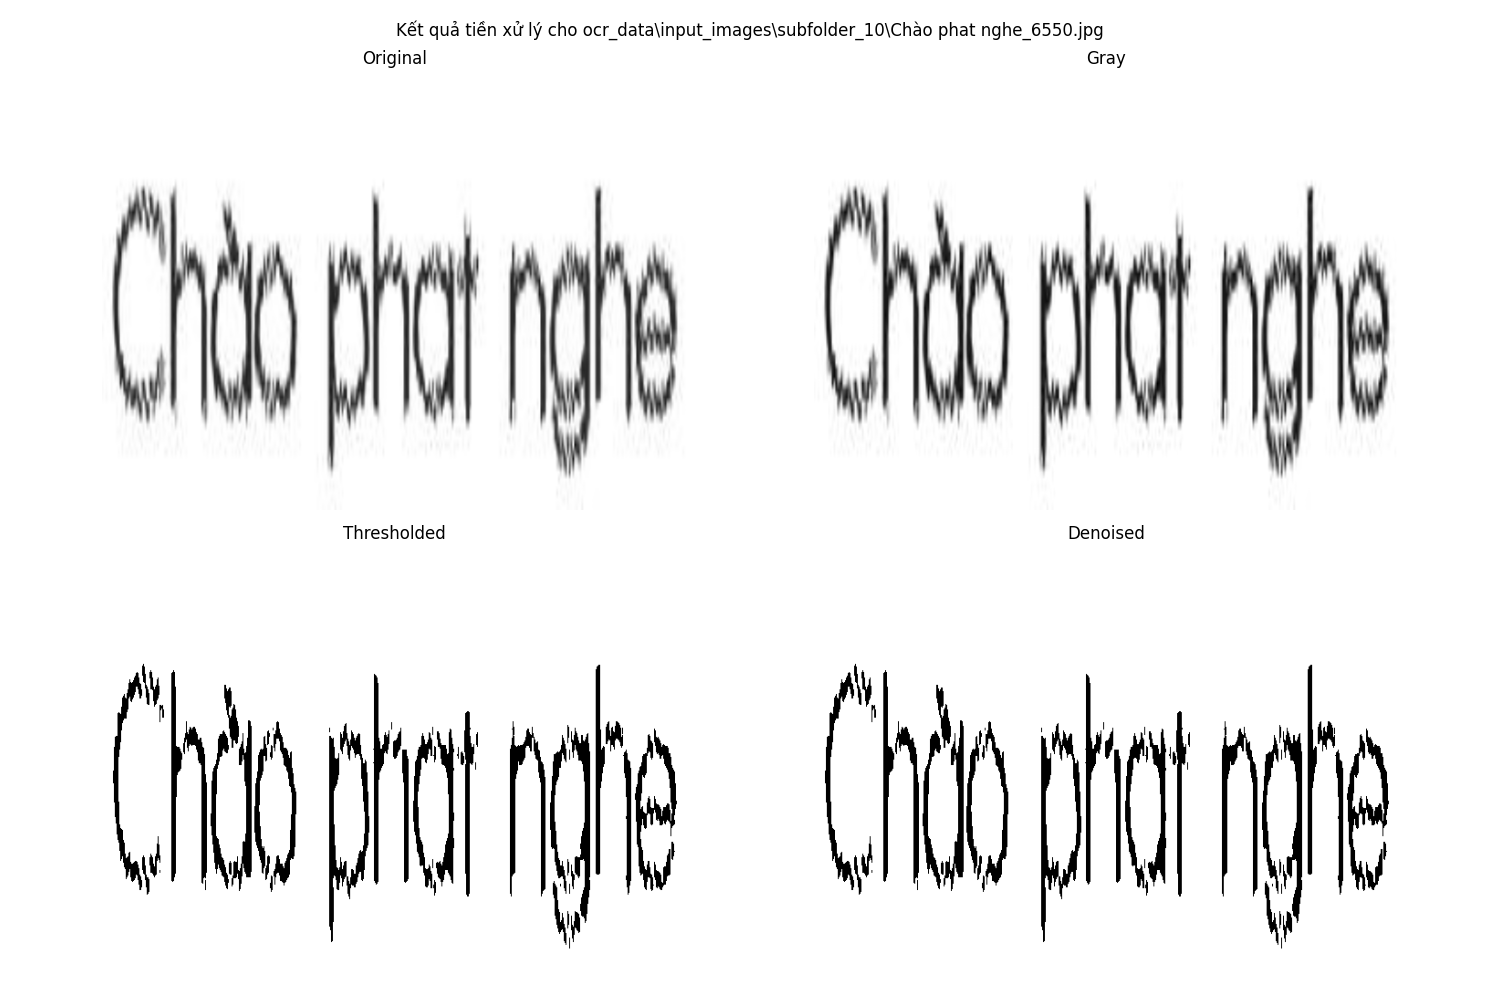 Kết quả tiền xử lý cho ocr_data\input_images\subfolder_10\Chào phat nghe_6550.jpg
Original
Gray
Chào phat nghe
Chào phat nghe
Thresholded
Denoised
Chào phat nghe
Chào phat nghe